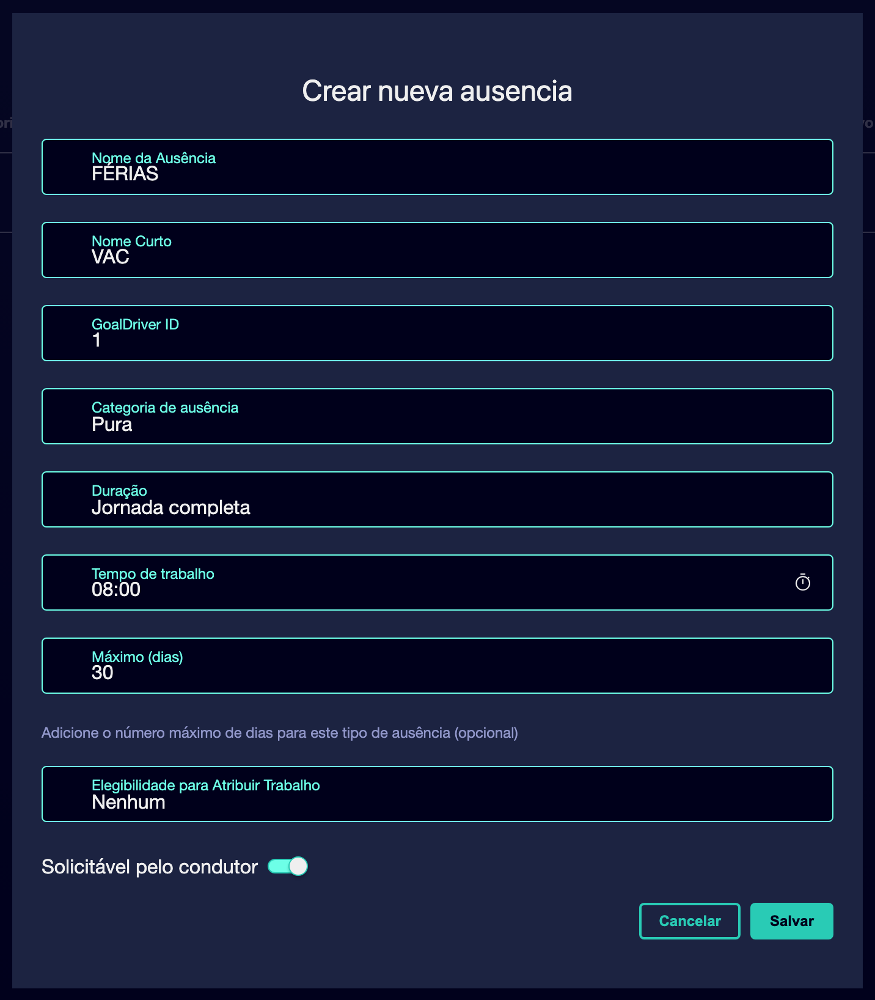 Crear nueva ausencia
Nome da Ausência
FÉRIAS
Nome Curto
VAC
GoalDriver ID
1
Categoria de ausência
Pura
Duração
Jornada completa
Tempo de trabalho
08:00
Máximo (dias)
30
Adicione o número máximo de dias para este tipo de ausência (opcional)
Elegibilidade para Atribuir Trabalho
Nenhum
Solicitável pelo condutor
Cancelar
Salvar